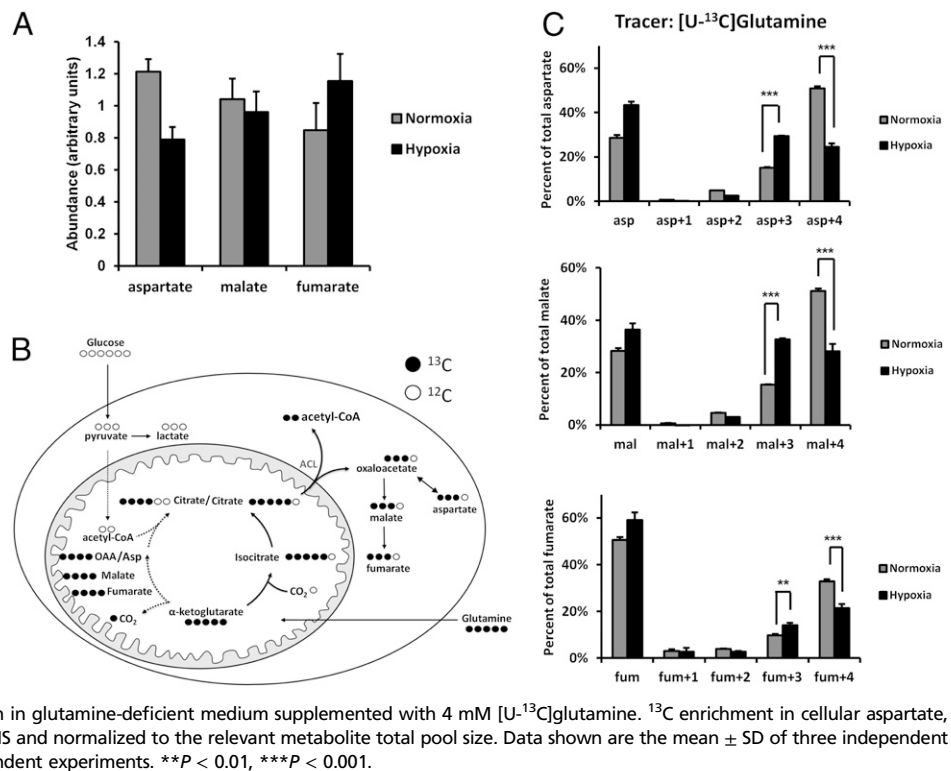 A
Abundance (arbitrary units)
1.4
1.2
1
0.8
0.6
0.4
0.2
0
aspartate malate fumarate
Normoxia
Hypoxia
B
Glucose
pyruvate lactate
13C
12C
acetyl-CoA
ACL
oxaloacetate
Citrate/Citrate
aspartate
malate
acetyl-CoA
OAA/Asp
Isocitrate
fumarate
Malate
Fumarate
CO2
CO2
α-ketoglutarate
Glutamine
C
Tracer: [U-13C]Glutamine
Percent of total aspartate
60%
40%
20%
0%
***
***
asp asp+1 asp+2 asp+3 asp+4
Normoxia
Hypoxia
Percent of total malate
60%
40%
20%
0%
***
***
mal mal+1 mal+2 mal+3 mal+4
Normoxia
Hypoxia
Percent of total fumarate
60%
40%
20%
0%
**
***
fum fum+1 fum+2 fum+3 fum+4
Normoxia
Hypoxia
in glutamine-deficient medium supplemented with 4 mM [U-13C]glutamine. 13C enrichment in cellular aspartate,
and normalized to the relevant metabolite total pool size. Data shown are the mean ± SD of three independent
experiments. **P < 0.01, ***P < 0.001.